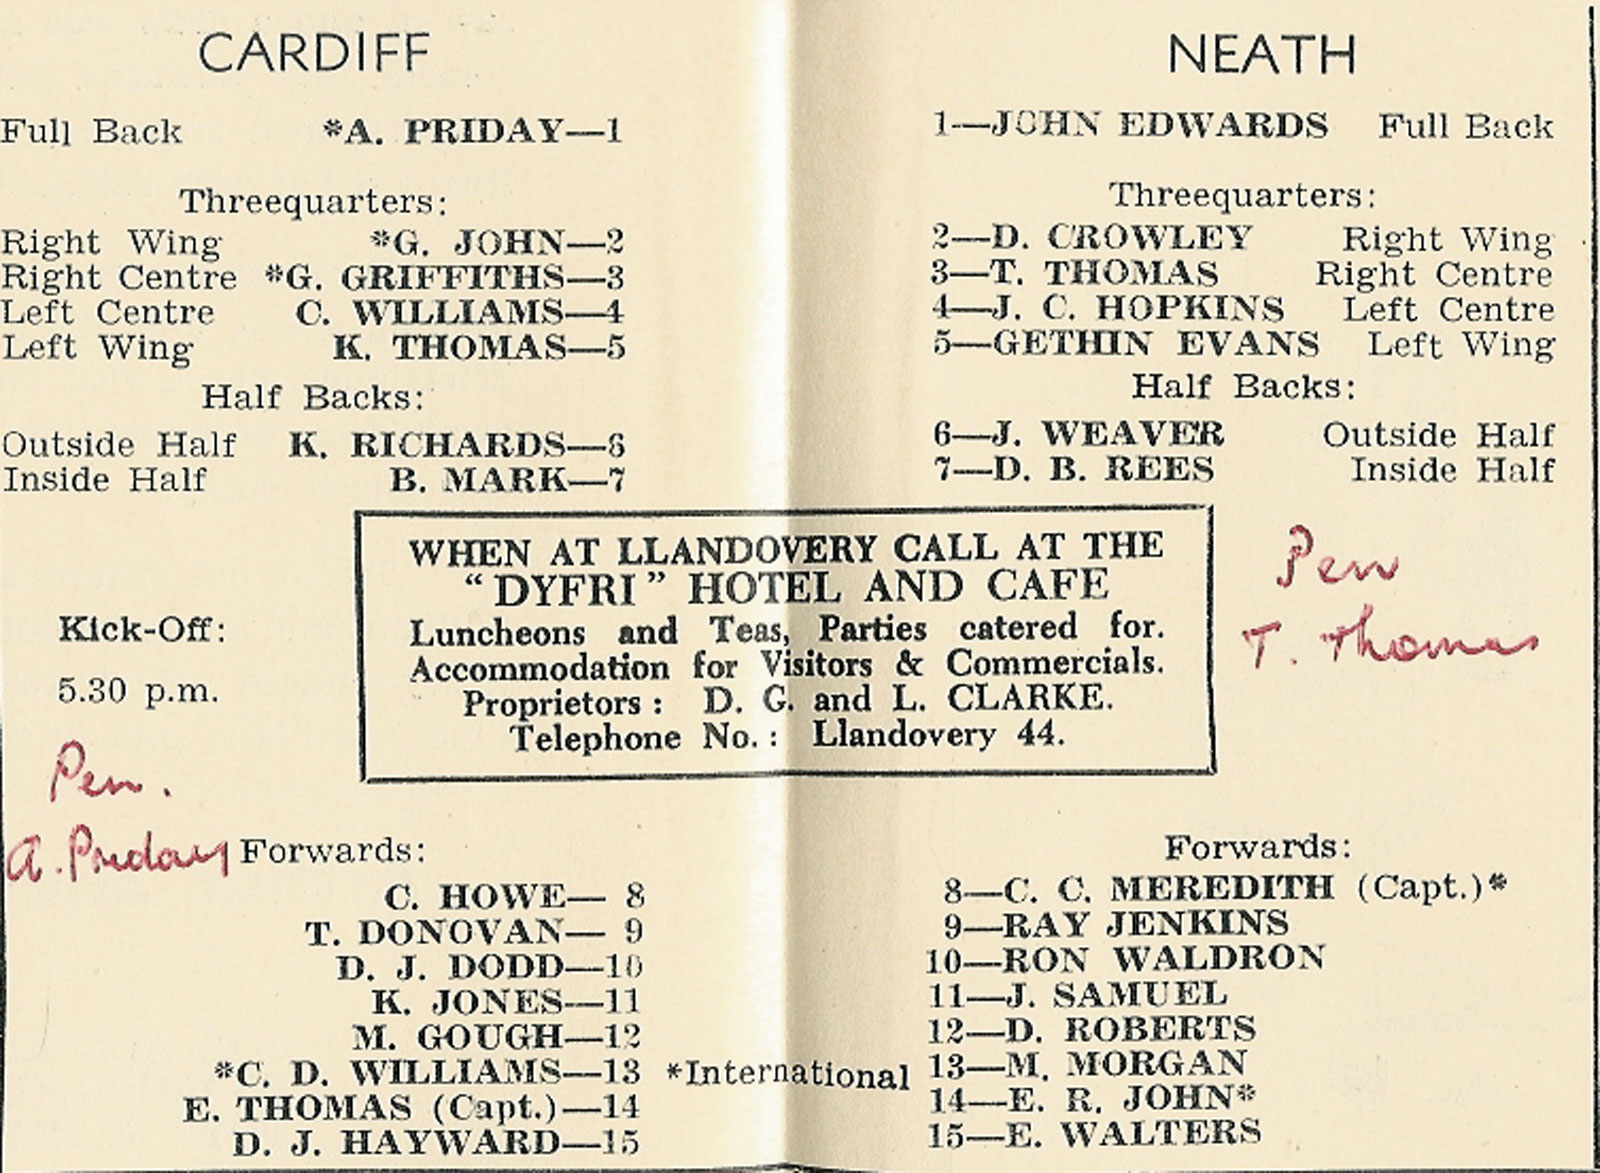 CARDIFF
Full Back *A. PRIDAY—1
Threequarters:
Right Wing *G. JOHN—2
Right Centre *G. GRIFFITHS—3
Left Centre C. WILLIAMS—4
Left Wing K. THOMAS—5
Half Backs:
Outside Half K. RICHARDS—6
Inside Half B. MARK—7
NEATH
1—JOHN EDWARDS Full Back
Threequarters:
2—D. CROWLEY Right Wing
3—T. THOMAS Right Centre
4—J. C. HOPKINS Left Centre
5—GETHIN EVANS Left Wing
Half Backs:
6—J. WEAVER Outside Half
7—D. B. REES Inside Half
WHEN AT LLANDOVERY CALL AT THE
"DYFRI" HOTEL AND CAFE
Luncheons and Teas, Parties catered for.
Accommodation for Visitors & Commercials.
Proprietors: D. G. and L. CLARKE.
Telephone No.: Llandovery 44.
Kick-Off:
5.30 p.m.
Pen.
A. Priday
Pen
T. Thomas
Forwards:
C. HOWE— 8
T. DONOVAN— 9
D. J. DODD—10
K. JONES—11
M. GOUGH—12
*C. D. WILLIAMS—13
E. THOMAS (Capt.)—14
D. J. HAYWARD—15
*International
Forwards:
8—C. C. MEREDITH (Capt.)*
9—RAY JENKINS
10—RON WALDRON
11—J. SAMUEL
12—D. ROBERTS
13—M. MORGAN
14—E. R. JOHN*
15—E. WALTERS